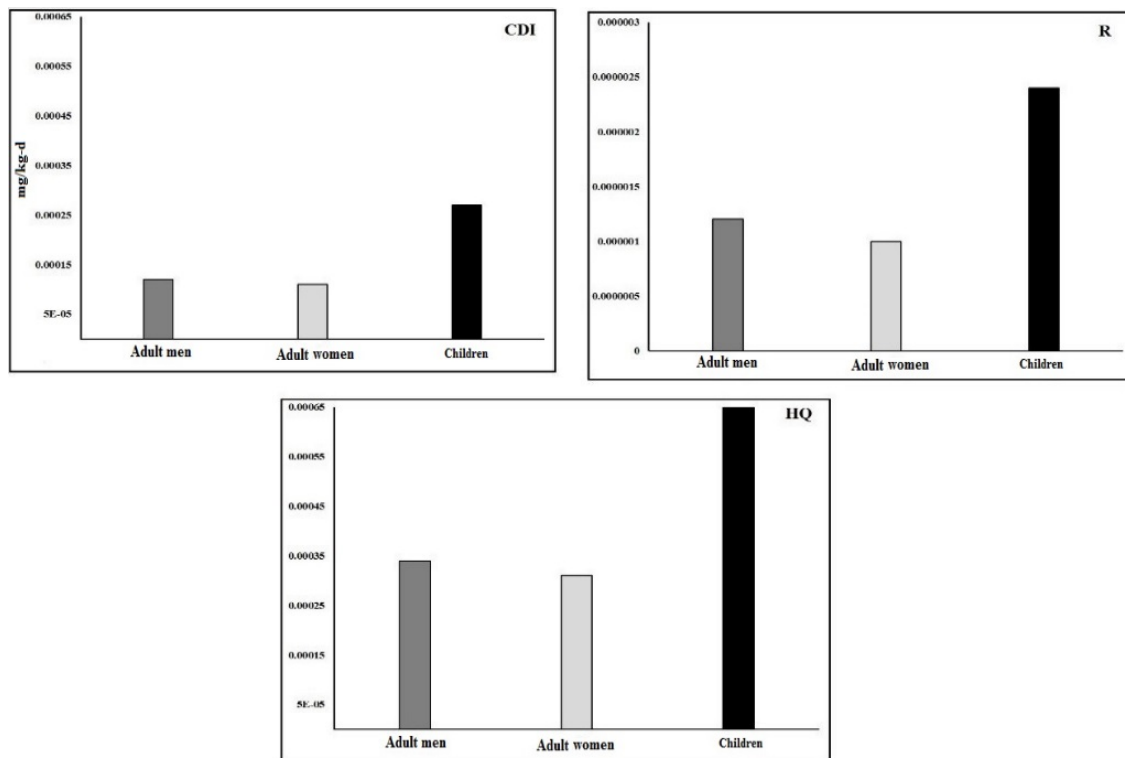 CDI
mg/kg-d
0.00065
0.00055
0.00045
0.00035
0.00025
0.00015
5E-05
Adult men
Adult women
Children
R
0.000003
0.0000025
0.000002
0.0000015
0.000001
0.0000005
0
Adult men
Adult women
Children
HQ
0.00065
0.00055
0.00045
0.00035
0.00025
0.00015
5E-05
Adult men
Adult women
Children